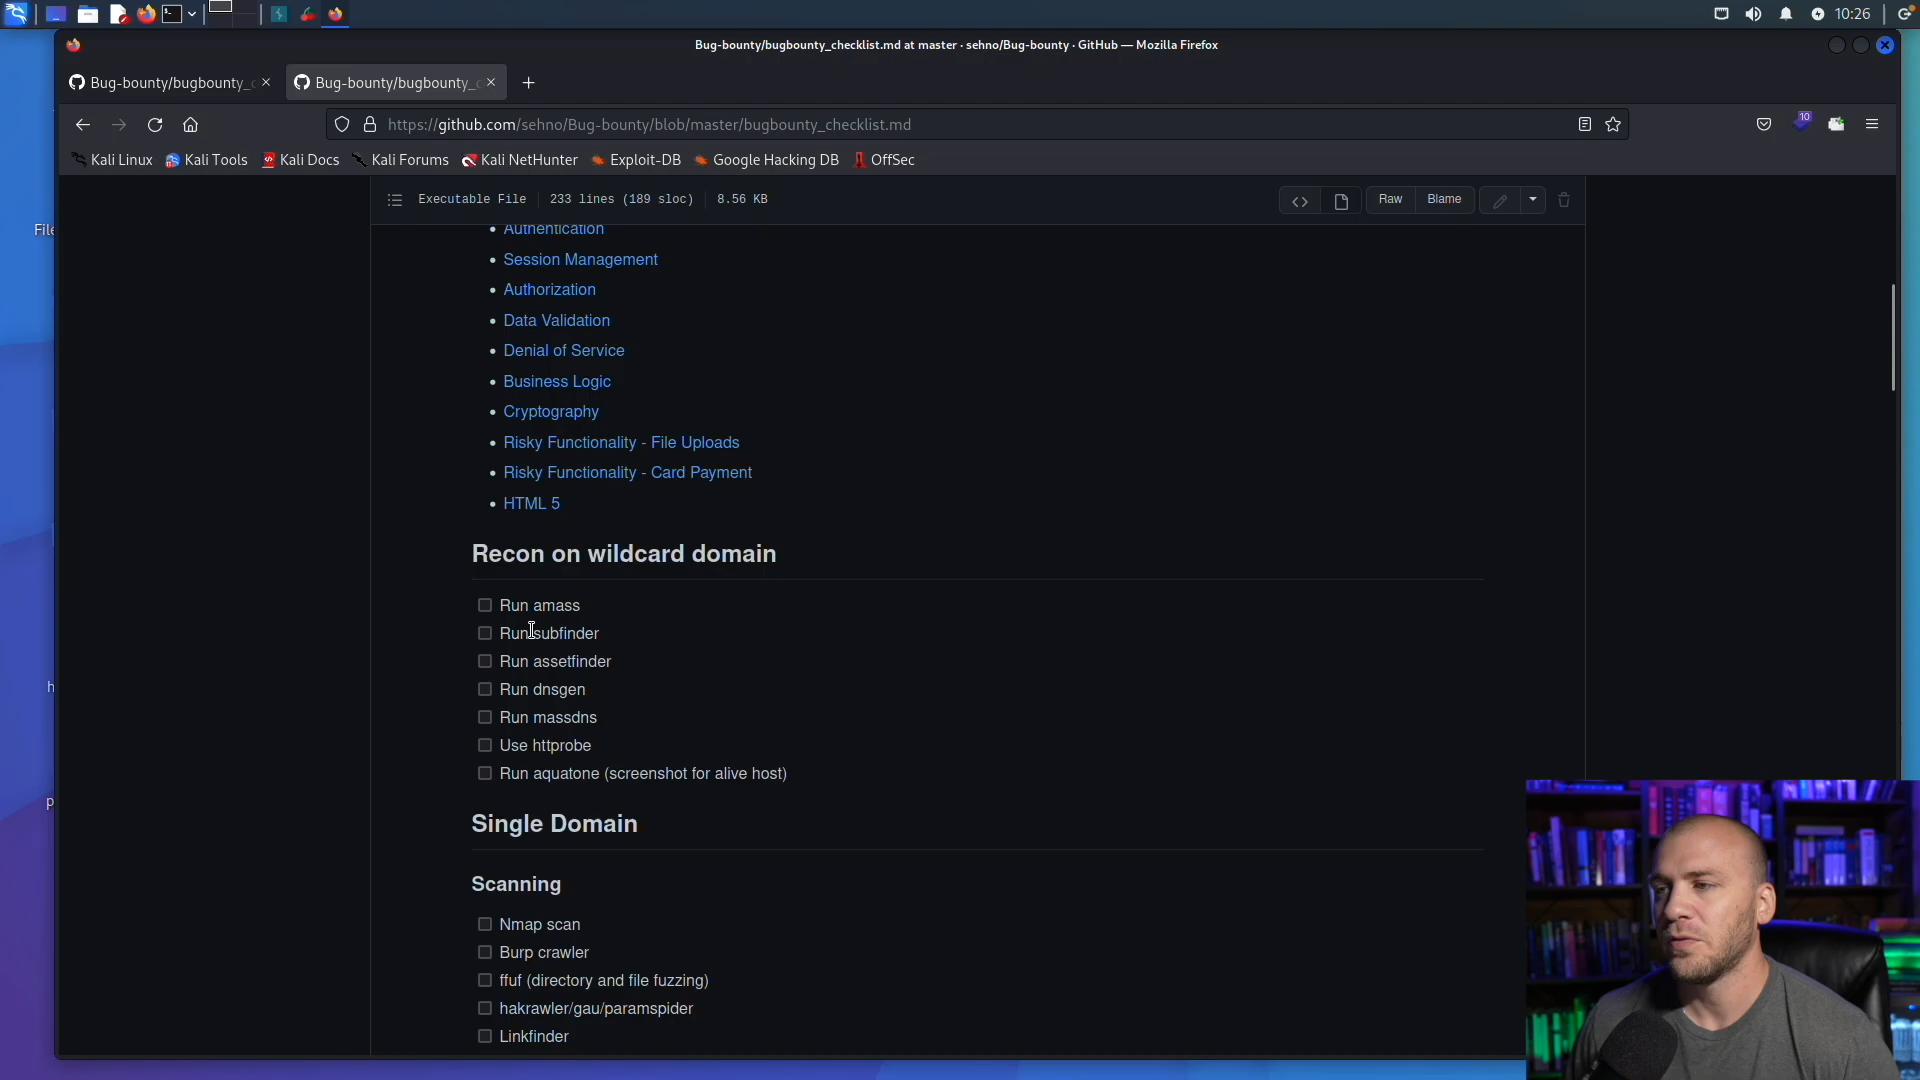 10:26
Bug-bounty/bugbounty_checklist.md at master · sehno/Bug-bounty · GitHub — Mozilla Firefox
Bug-bounty/bugbounty_c
Bug-bounty/bugbounty_c
https://github.com/sehno/Bug-bounty/blob/master/bugbounty_checklist.md
10
Kali Linux
Kali Tools
Kali Docs
Kali Forums
Kali NetHunter
Exploit-DB
Google Hacking DB
OffSec
Executable File
233 lines (189 sloc)
8.56 KB
Raw
Blame
File
h
p
Authentication
Session Management
Authorization
Data Validation
Denial of Service
Business Logic
Cryptography
Risky Functionality - File Uploads
Risky Functionality - Card Payment
HTML 5
Recon on wildcard domain
Run amass
Run subfinder
Run assetfinder
Run dnsgen
Run massdns
Use httprobe
Run aquatone (screenshot for alive host)
Single Domain
Scanning
Nmap scan
Burp crawler
ffuf (directory and file fuzzing)
hakrawler/gau/paramspider
Linkfinder